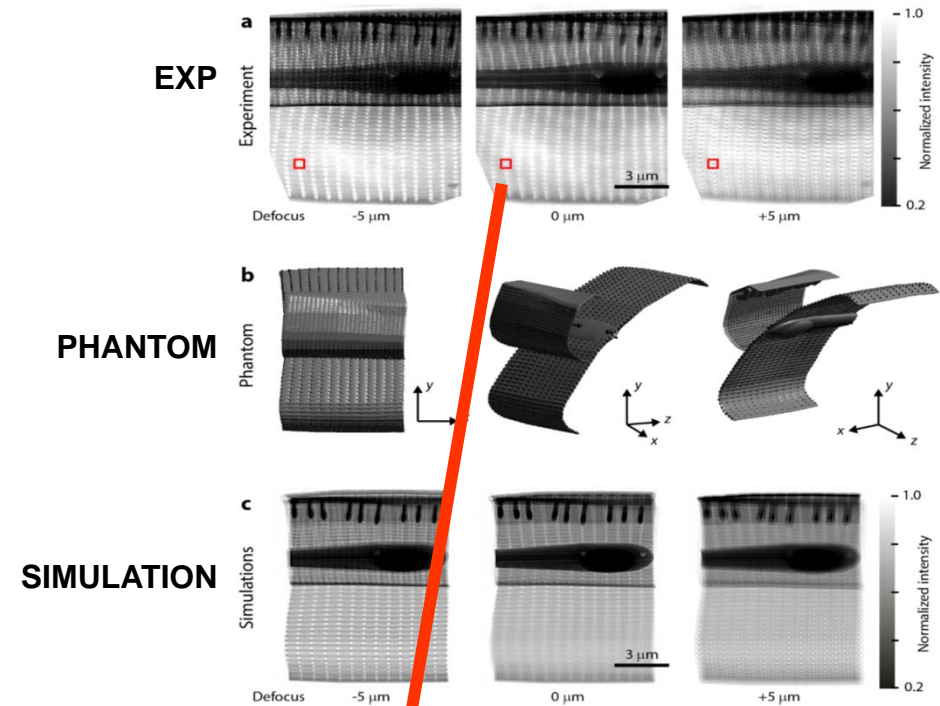 a
EXP
Experiment
1.0
Normalized intensity
0.2
3 μm
Defocus -5 μm 0 μm +5 μm
b
PHANTOM
Phantom
y
y
z
x
y
x
z
c
SIMULATION
Simulations
1.0
Normalized intensity
0.2
3 μm
Defocus -5 μm 0 μm +5 μm